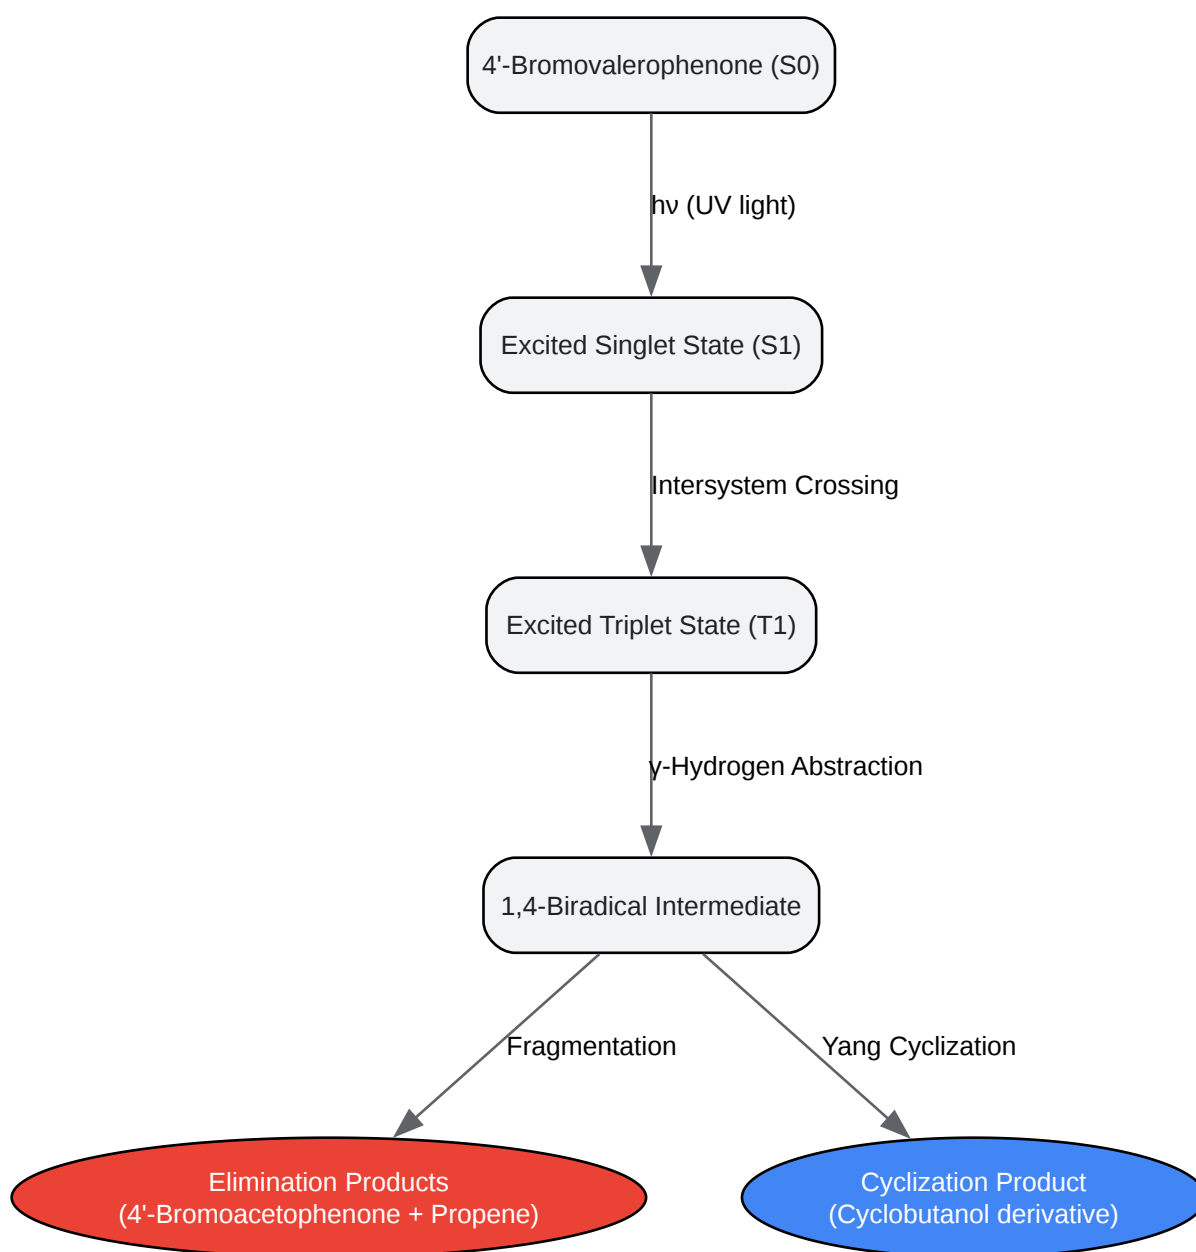 4'-Bromovalerophenone (S0)
hν (UV light)
Excited Singlet State (S1)
Intersystem Crossing
Excited Triplet State (T1)
γ-Hydrogen Abstraction
1,4-Biradical Intermediate
Fragmentation
Yang Cyclization
Elimination Products
(4'-Bromoacetophenone + Propene)
Cyclization Product
(Cyclobutanol derivative)